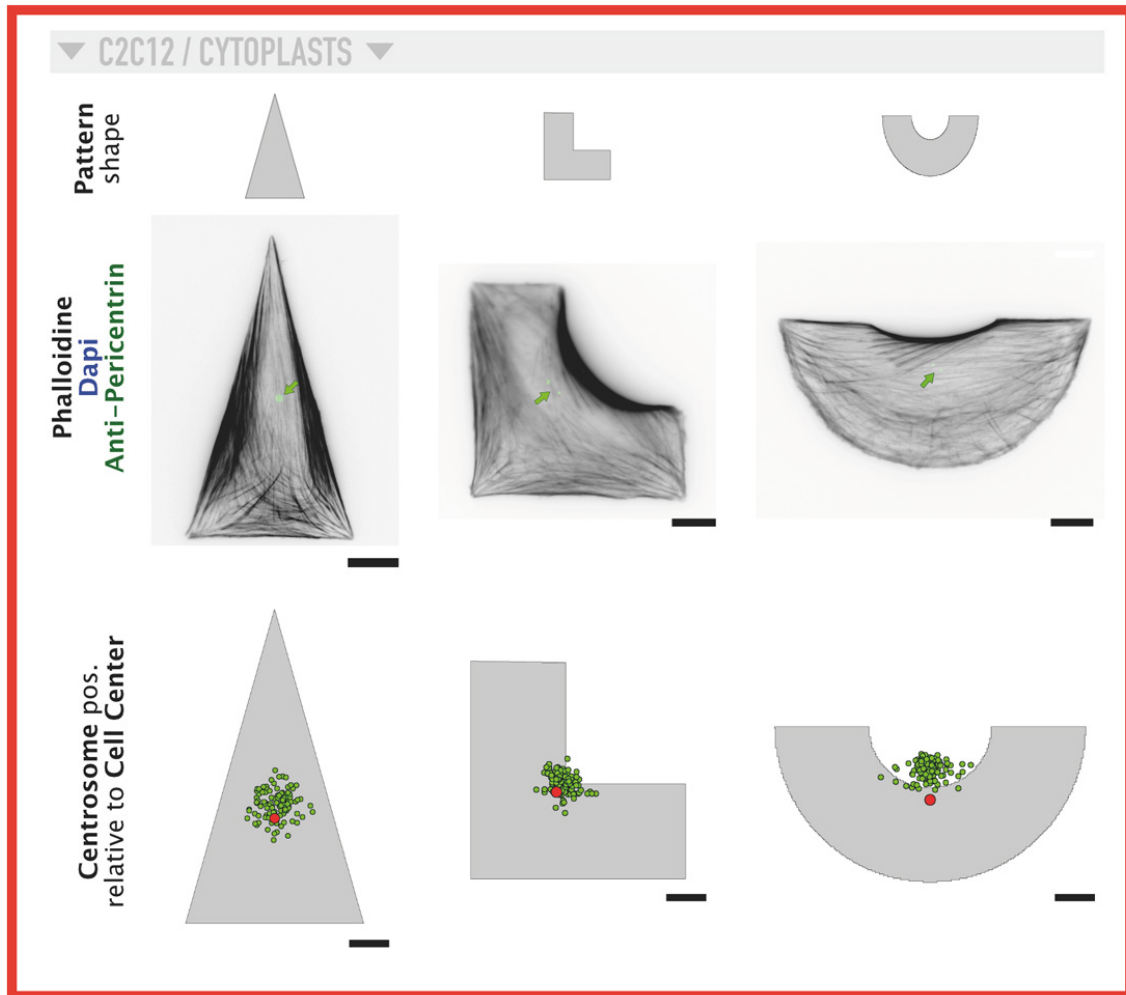 C2C12 / CYTOPLASTS
Pattern
shape
Phalloidine
Dapi
Anti-Pericentrin
Centrosome pos.
relative to Cell Center